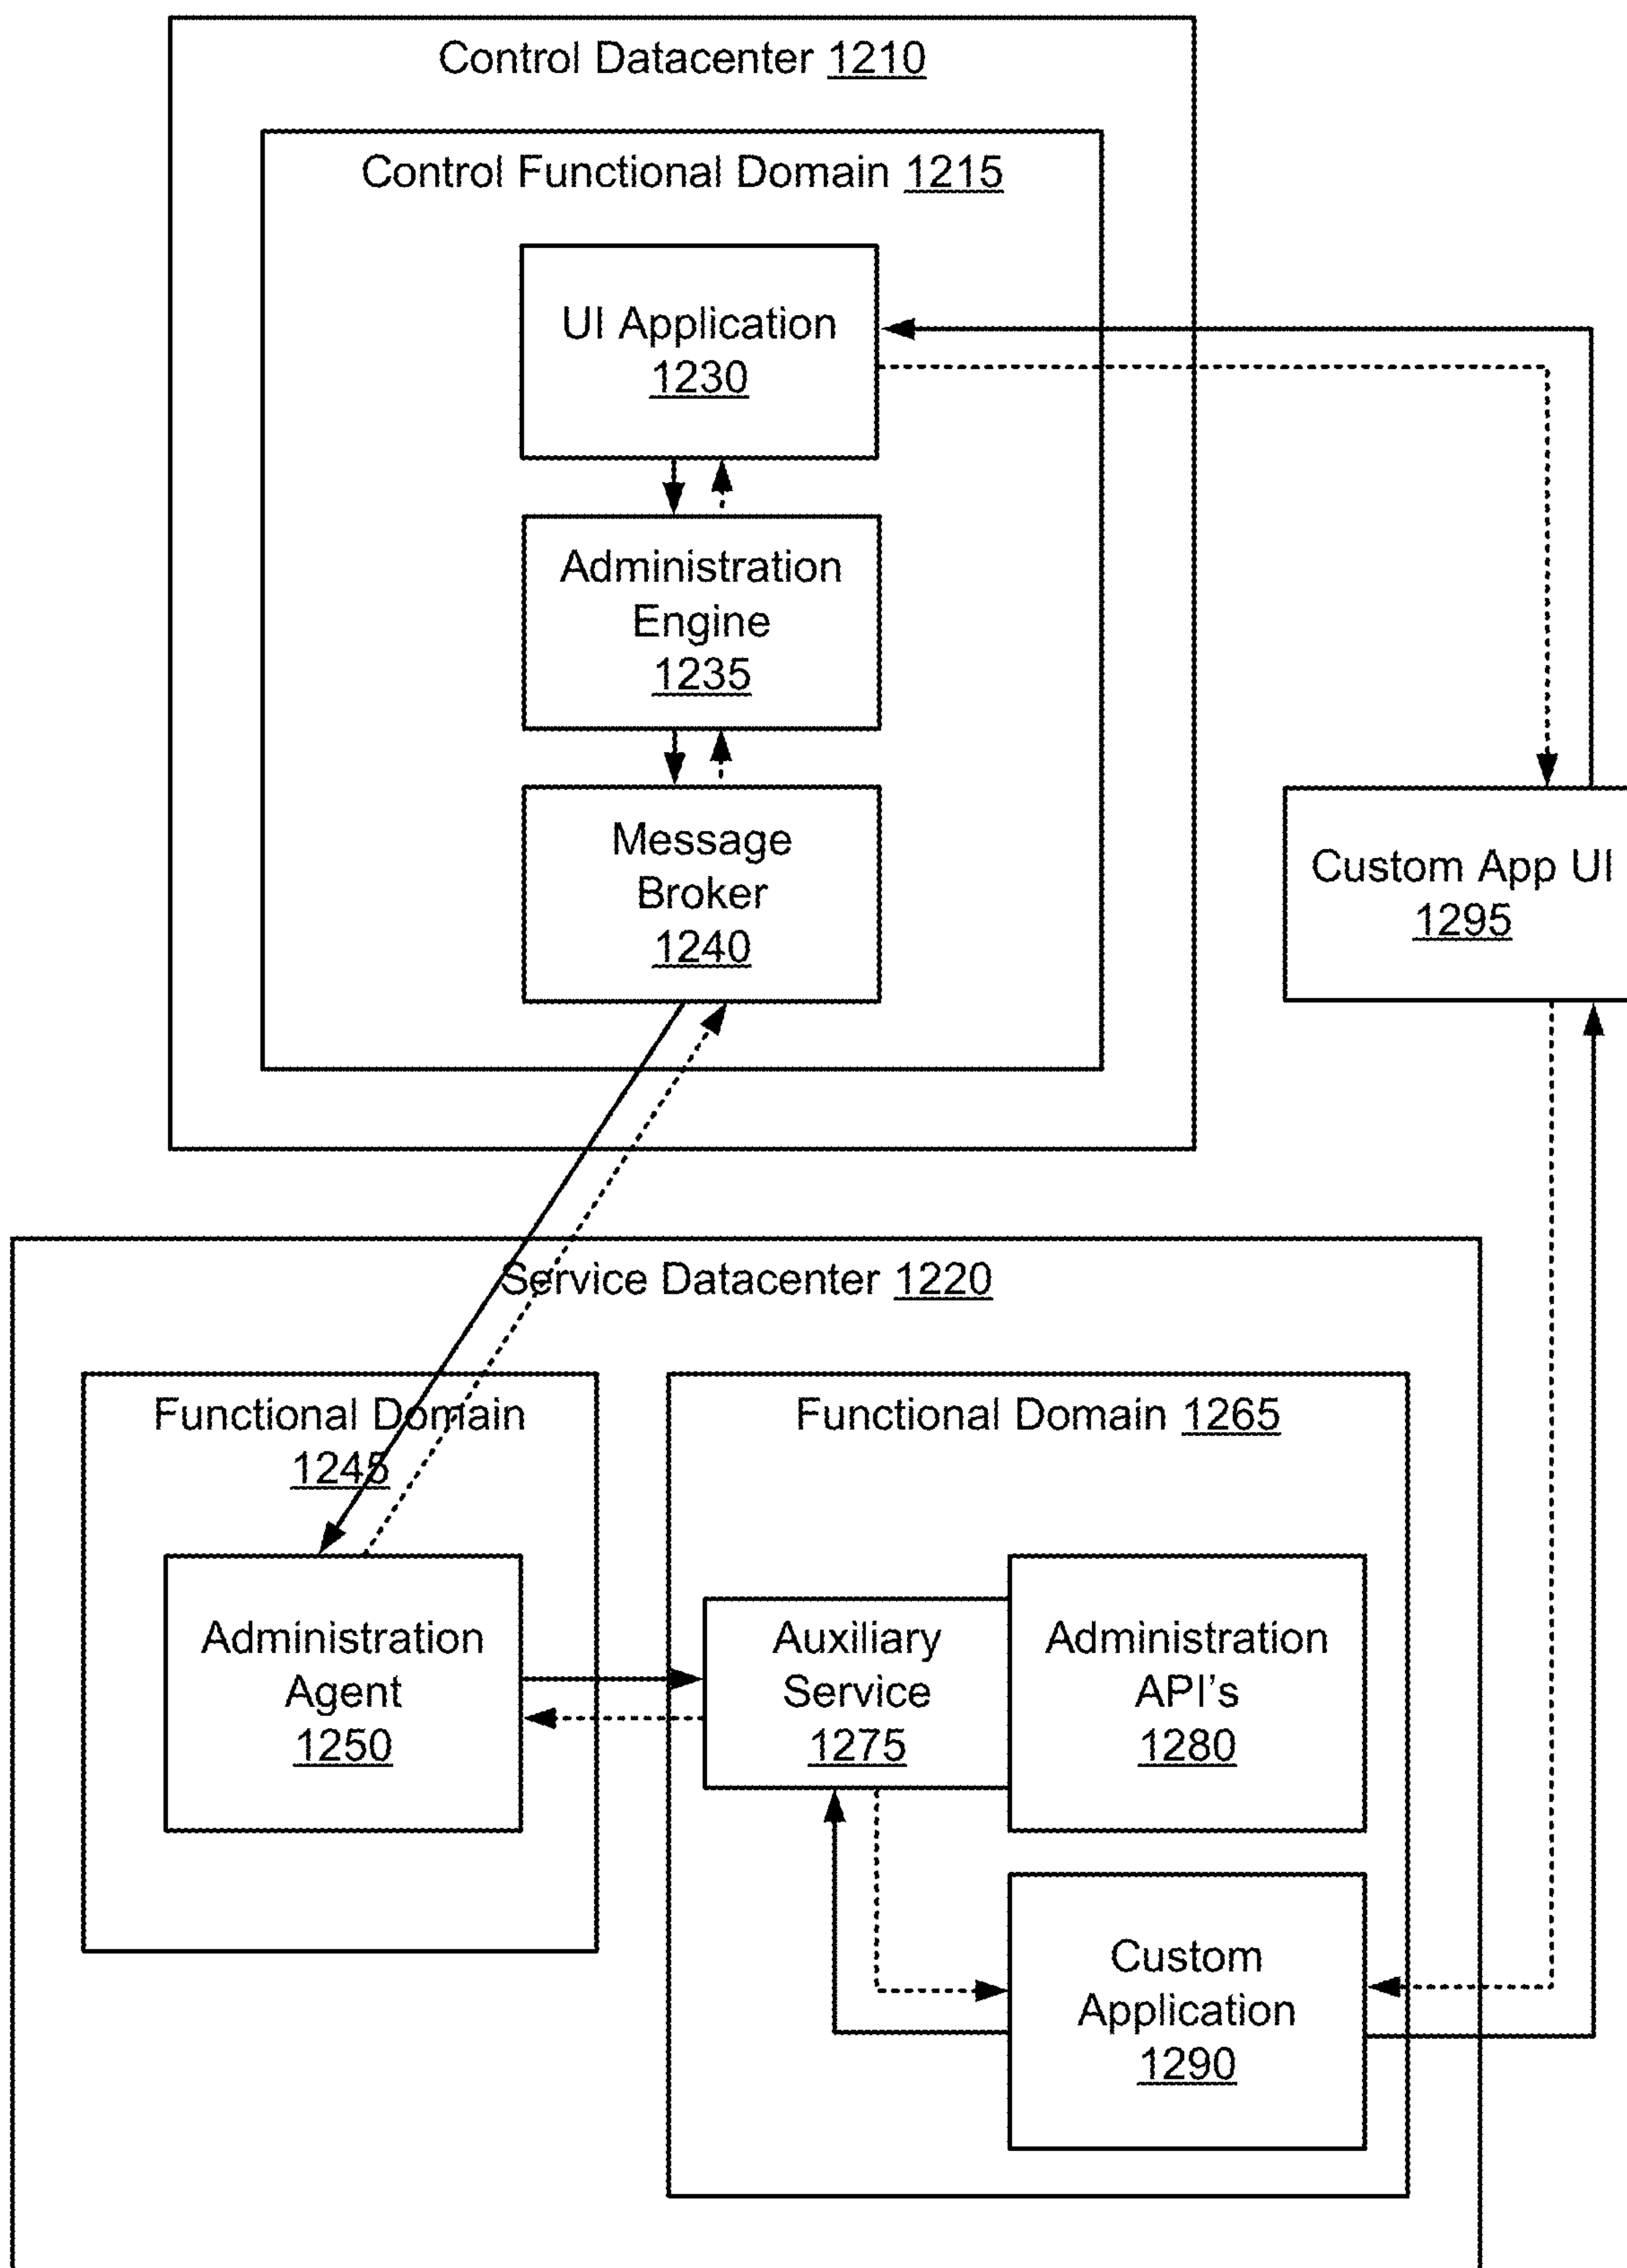 Control Datacenter 1210
Control Functional Domain 1215
UI Application
1230
Administration
Engine
1235
Message
Broker
1240
Custom App UI
1295
Service Datacenter 1220
Functional Domain
1245
Functional Domain 1265
Administration
Agent
1250
Auxiliary
Service
1275
Administration
API's
1280
Custom
Application
1290